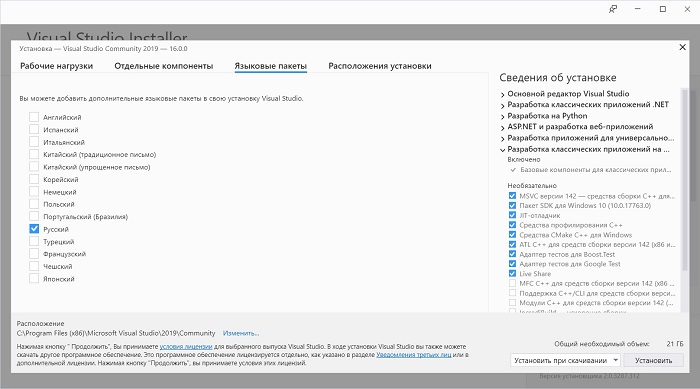 Visual Studio Installer
Установка — Visual Studio Community 2019 — 16.0.0
Рабочие нагрузки
Отдельные компоненты
Языковые пакеты
Расположения установки
Вы можете добавить дополнительные языковые пакеты в свою установку Visual Studio.
Английский
Испанский
Итальянский
Китайский (традиционное письмо)
Китайский (упрощенное письмо)
Корейский
Немецкий
Польский
Португальский (Бразилия)
Русский
Турецкий
Французский
Чешский
Японский
Сведения об установке
Основной редактор Visual Studio
Разработка классических приложений .NET
Разработка на Python
ASP.NET и разработка веб-приложений
Разработка приложений для универсально...
Разработка классических приложений на ...
Включено
Базовые компоненты для классических прил...
Необязательно
MSVC версии 142 — средства сборки C++ для...
Пакет SDK для Windows 10 (10.0.17763.0)
JIT-отладчик
Средства профилирования C++
Средства CMake C++ для Windows
ATL C++ для средств сборки версии 142 (x86 и...
Адаптер тестов для Boost.Test
Адаптер тестов для Google Test
Live Share
MFC C++ для средств сборки версии 142 (x86 ...
Поддержка C++/CLI для средств сборки верси...
Модули C++ для средств сборки версии 142 (...
Расположение
C:\Program Files (x86)\Microsoft Visual Studio\2019\Community
Изменить...
Нажимая кнопку " Продолжить", Вы принимаете условия лицензии для выбранного выпуска Visual Studio. В ходе установки Visual Studio вы также можете
скачать другое программное обеспечение. Это программное обеспечение лицензируется отдельно, как указано в разделе Уведомления третьих лиц или в
дополнительной лицензии. Нажимая кнопку "Продолжить", вы принимаете условия этих лицензий.
Общий необходимый объем: 21 ГБ
Установить при скачивании
Установить
Версия установщика 2.0.3287.312